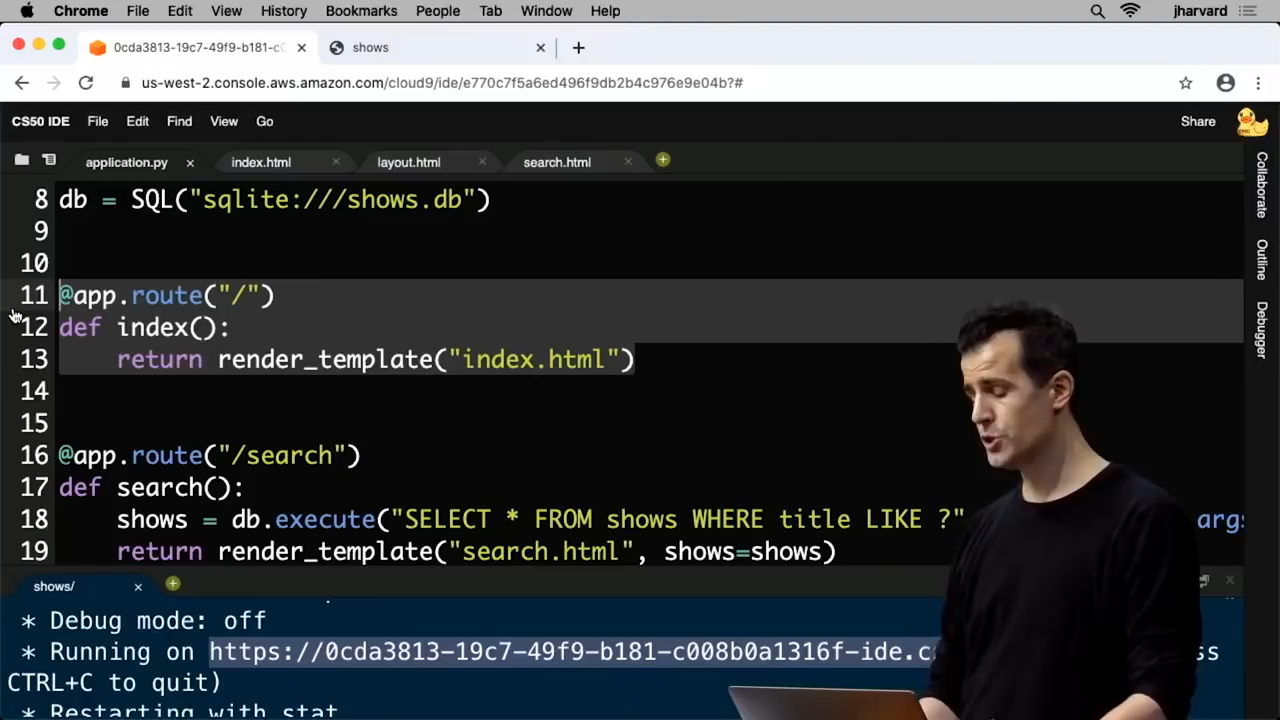 Chrome File Edit View History Bookmarks People Tab Window Help jharvard
0cda3813-19c7-49f9-b181-c shows
us-west-2.console.aws.amazon.com/cloud9/ide/e770c7f5a6ed496f9db2b4c976e9e04b?#
CS50 IDE File Edit Find View Go Share
application.py index.html layout.html search.html
Collaborate
Outline
Debugger
8 db = SQL("sqlite:///shows.db")
9
10
11 @app.route("/")
12 def index():
13 return render_template("index.html")
14
15
16 @app.route("/search")
17 def search():
18 shows = db.execute("SELECT * FROM shows WHERE title LIKE ?" args
19 return render_template("search.html", shows=shows)
shows/
* Debug mode: off
* Running on https://0cda3813-19c7-49f9-b181-c008b0a1316f-ide.c ss
CTRL+C to quit)
* Restarting with stat